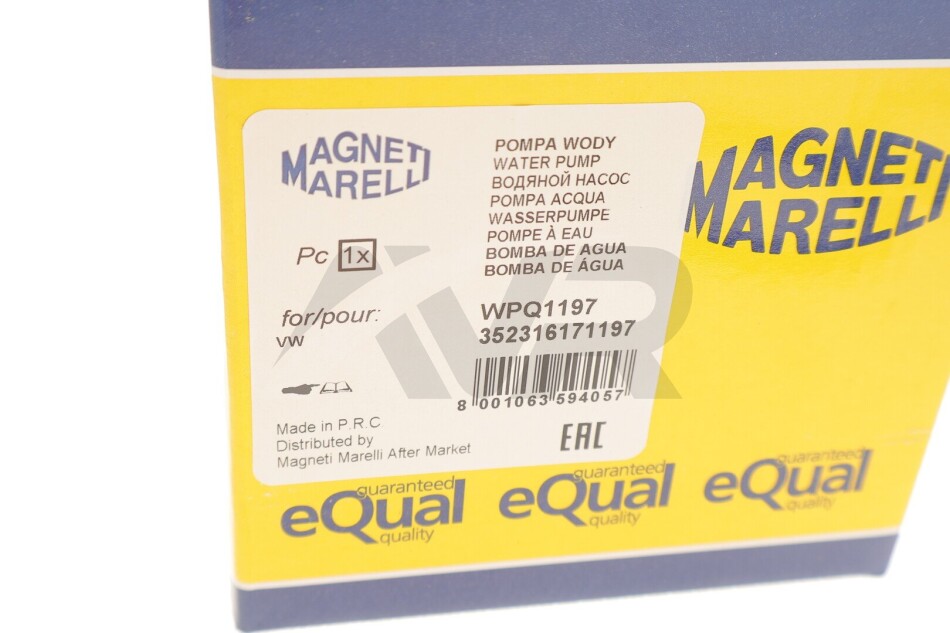 MAGNETI
MARELLI
Pc 1x
for/pour:
VW
POMPA WODY
WATER PUMP
ВОДЯНОЙ НАСОС
POMPA ACQUA
WASSERPUMPE
POMPE À EAU
BOMBA DE AGUA
BOMBA DE ÁGUA
WPQ1197
352316171197
8 001063 594057
Made in P.R.C
Distributed by
Magneti Marelli After Market
EAC
MAGNETI
MARELLI
guaranteed
eQual
quality
guaranteed
eQual
quality
guaranteed
eQual
quality
AVR